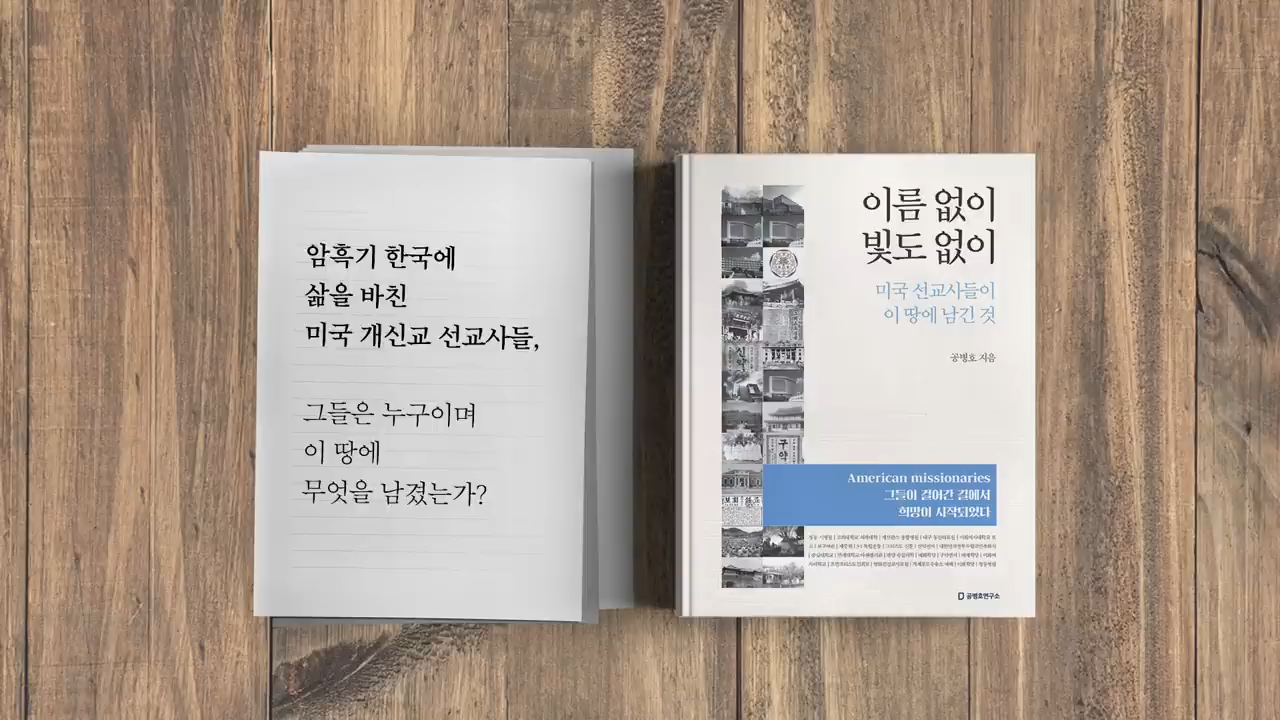 암흑기 한국에
삶을 바친
미국 개신교 선교사들,
그들은 누구이며
이 땅에
무엇을 남겼는가?
이름 없이
빛도 없이
미국 선교사들이
이 땅에 남긴 것
공병호 지음
구약
American missionaries
그들이 걸어간 길에서
희망이 시작되었다
공병호연구소